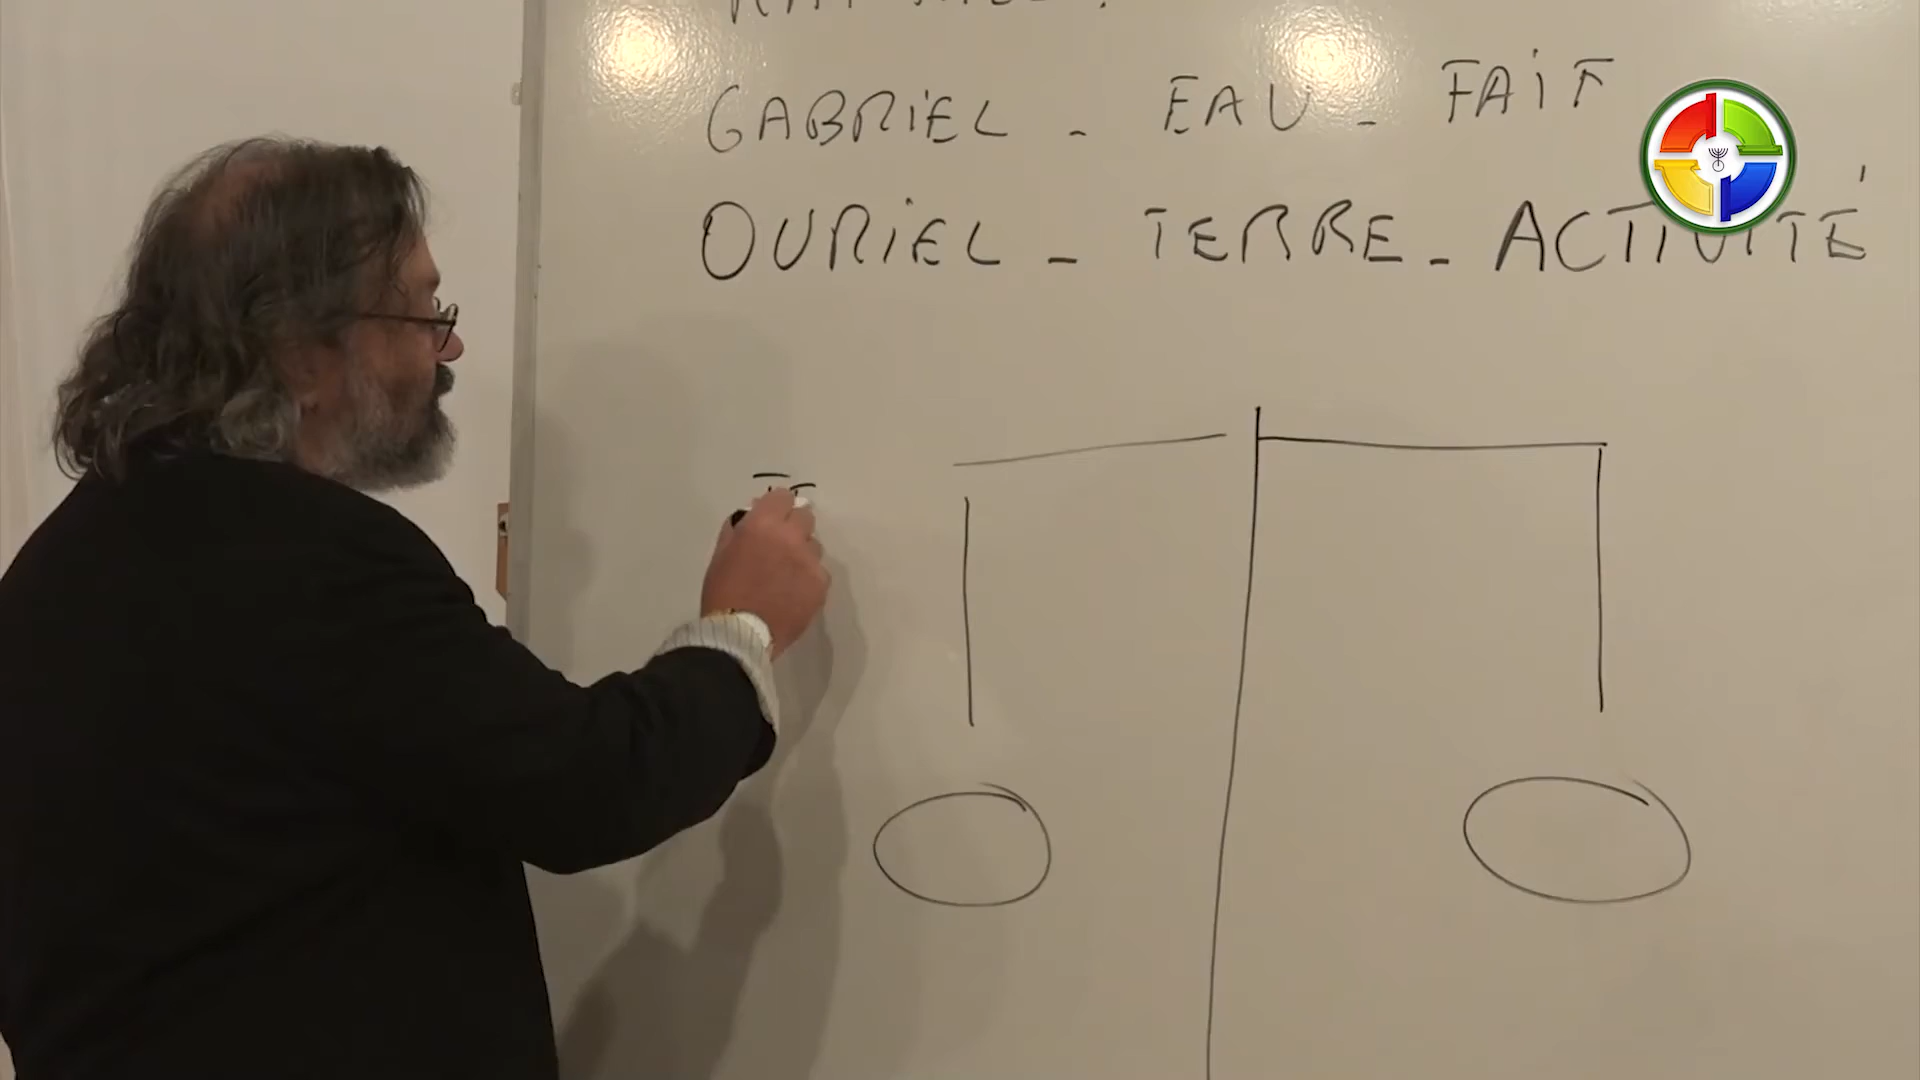 GABRIEL - EAU - FAIT
OURIEL - TERRE - ACTIVITÉ